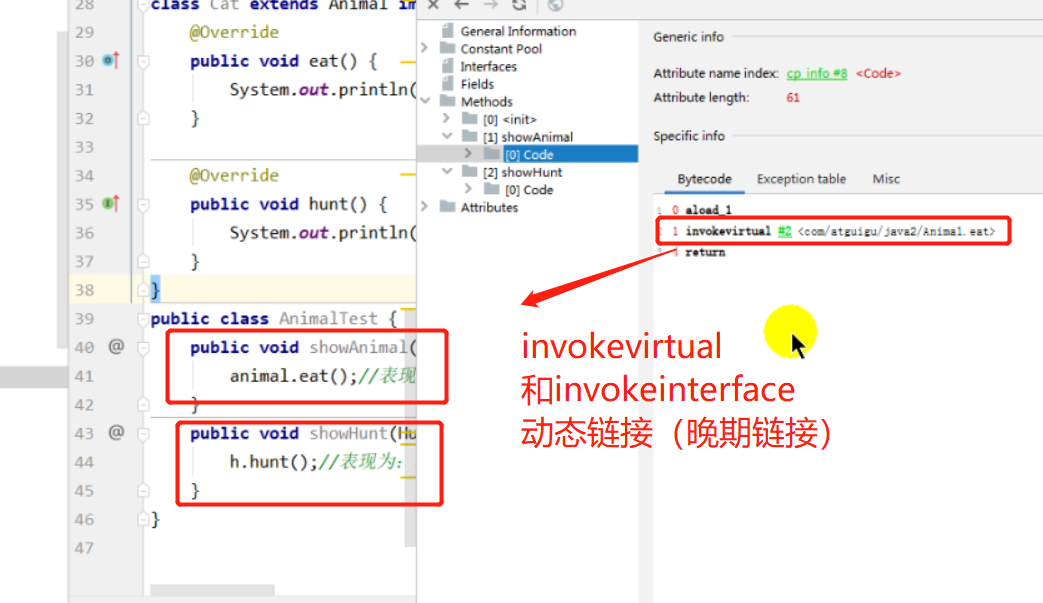 28 class Cat extends Animal im
29 @Override
30 public void eat() {
31 System.out.println(
32 }
33
34 @Override
35 public void hunt() {
36 System.out.println(
37 }
38 }
39 public class AnimalTest {
40 @ public void showAnimal(
41 animal.eat();//表现
42 }
43 @ public void showHunt(Hu
44 h.hunt();//表现为:
45 }
46 }
47
General Information
Constant Pool
Interfaces
Fields
Methods
[0] <init>
[1] showAnimal
[0] Code
[2] showHunt
[0] Code
Attributes
Generic info
Attribute name index: cp info #8 <Code>
Attribute length: 61
Specific info
Bytecode Exception table Misc
1 0 aload_1
1 invokevirtual #2 <com/atguigu/java2/Animal.eat>
3 4 return
invokevirtual
和invokeinterface
动态链接（晚期链接）